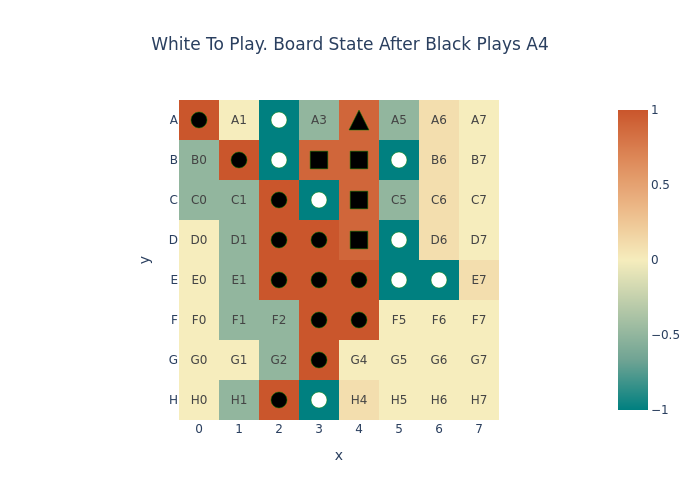 White To Play. Board State After Black Plays A4
A A1 A3 A5 A6 A7
B B0 B6 B7
C C0 C1 C5 C6 C7
D D0 D1 D6 D7
E E0 E1 E7
F F0 F1 F2 F5 F6 F7
G G0 G1 G2 G4 G5 G6 G7
H H0 H1 H4 H5 H6 H7
0 1 2 3 4 5 6 7
x
y
1
0.5
0
−0.5
−1